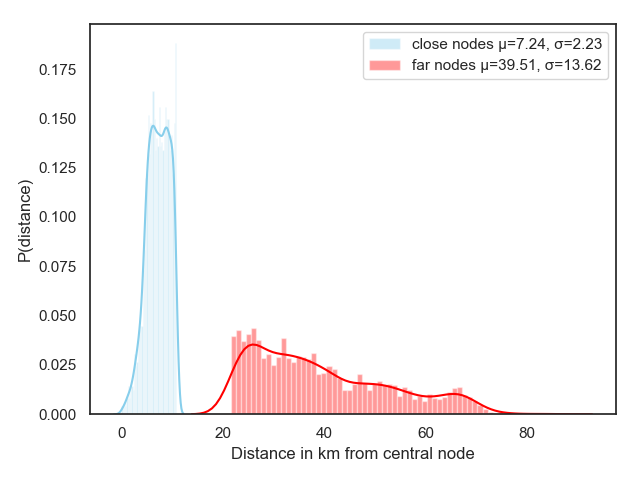 close nodes μ=7.24, σ=2.23
far nodes μ=39.51, σ=13.62
0.175
0.150
0.125
0.100
0.075
0.050
0.025
0.000
P(distance)
0 20 40 60 80
Distance in km from central node